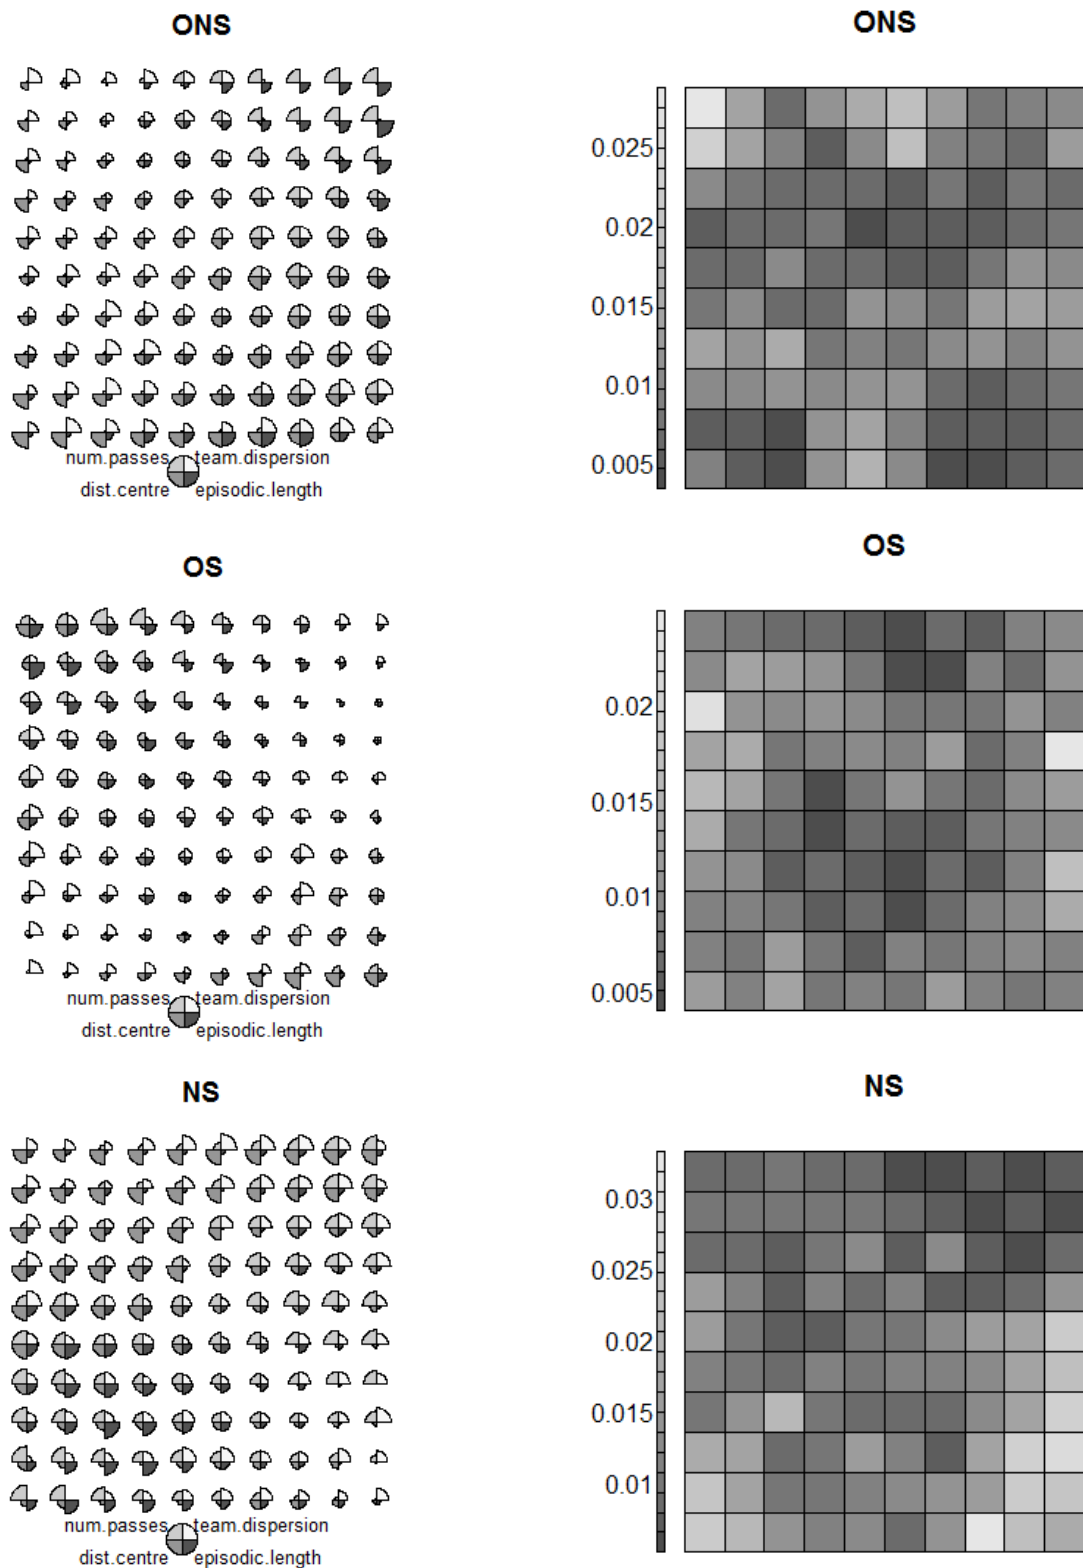 ONS
ONS
0.025
0.02
0.015
0.01
0.005
num.passes team.dispersion
dist.centre episodic.length
OS
OS
0.02
0.015
0.01
0.005
num.passes team.dispersion
dist.centre episodic.length
NS
NS
0.03
0.025
0.02
0.015
0.01
num.passes team.dispersion
dist.centre episodic.length